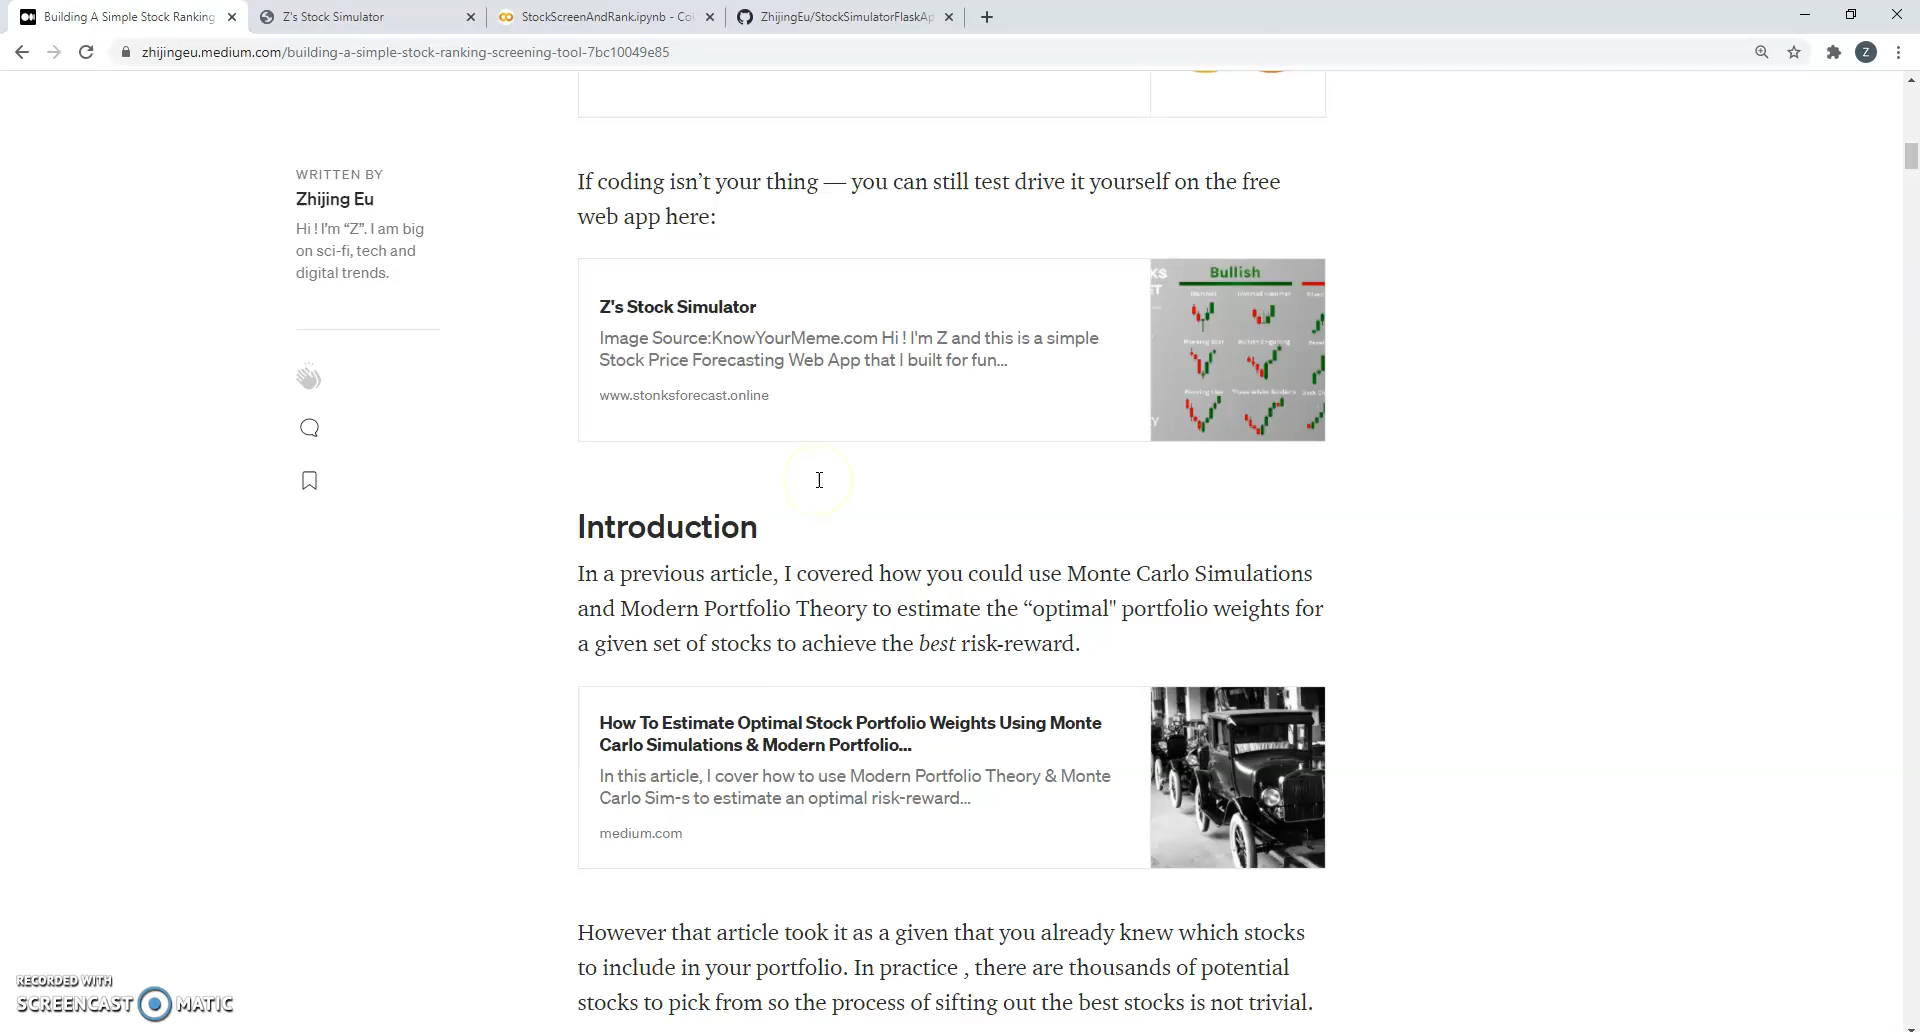 Building A Simple Stock Ranking
Z's Stock Simulator
StockScreenAndRank.ipynb - Col
ZhijingEu/StockSimulatorFlaskAp
zhijingeu.medium.com/building-a-simple-stock-ranking-screening-tool-7bc10049e85
Z
If coding isn’t your thing — you can still test drive it yourself on the free
web app here:
WRITTEN BY
Zhijing Eu
Hi ! I’m “Z”. I am big
on sci-fi, tech and
digital trends.
Z's Stock Simulator
Image Source:KnowYourMeme.com Hi ! I'm Z and this is a simple
Stock Price Forecasting Web App that I built for fun...
www.stonksforecast.online
Bullish
Introduction
In a previous article, I covered how you could use Monte Carlo Simulations
and Modern Portfolio Theory to estimate the “optimal" portfolio weights for
a given set of stocks to achieve the best risk-reward.
How To Estimate Optimal Stock Portfolio Weights Using Monte
Carlo Simulations & Modern Portfolio...
In this article, I cover how to use Modern Portfolio Theory & Monte
Carlo Sim-s to estimate an optimal risk-reward...
medium.com
However that article took it as a given that you already knew which stocks
to include in your portfolio. In practice , there are thousands of potential
stocks to pick from so the process of sifting out the best stocks is not trivial.
RECORDED WITH
SCREENCAST MATIC